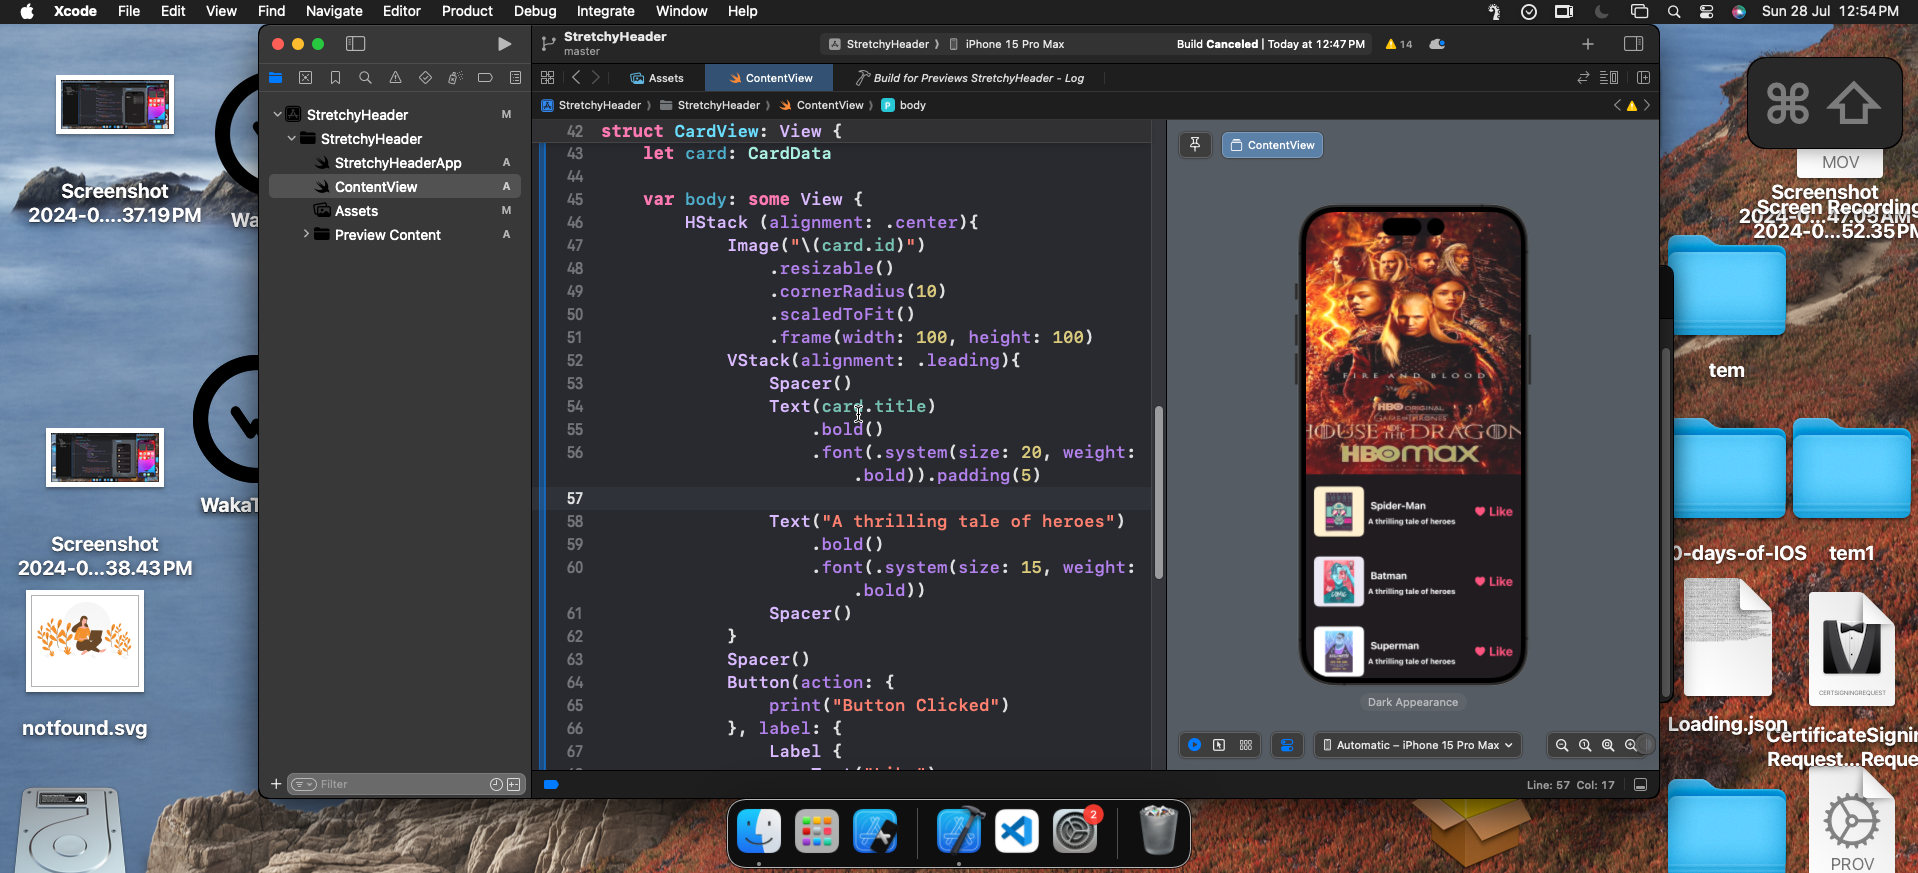 Xcode File Edit View Find Navigate Editor Product Debug Integrate Window Help
Sun 28 Jul 12:54 PM
StretchyHeader
master
StretchyHeader 〉 iPhone 15 Pro Max
Build Canceled | Today at 12:47 PM
14
Assets
ContentView
Build for Previews StretchyHeader - Log
StretchyHeader 〉 StretchyHeader 〉 ContentView 〉 P body
StretchyHeader M
StretchyHeader
StretchyHeaderApp A
ContentView A
Assets M
Preview Content A
Filter
42 struct CardView: View {
43 let card: CardData
44
45 var body: some View {
46 HStack (alignment: .center){
47 Image("\(card.id)")
48 .resizable()
49 .cornerRadius(10)
50 .scaledToFit()
51 .frame(width: 100, height: 100)
52 VStack(alignment: .leading){
53 Spacer()
54 Text(card.title)
55 .bold()
56 .font(.system(size: 20, weight:
.bold)).padding(5)
57
58 Text("A thrilling tale of heroes")
59 .bold()
60 .font(.system(size: 15, weight:
.bold))
61 Spacer()
62 }
63 Spacer()
64 Button(action: {
65 print("Button Clicked")
66 }, label: {
67 Label {
ContentView
FIRE AND BLOOD
HBO ORIGINAL
GAME OF THRONES
HOUSE OF THE DRAGON
HBOmax
Spider-Man
A thrilling tale of heroes
Like
Batman
A thrilling tale of heroes
Like
Superman
A thrilling tale of heroes
Like
Dark Appearance
Automatic – iPhone 15 Pro Max
Line: 57 Col: 17
Screenshot
2024-0....37.19 PM
Wa
WakaT
Screenshot
2024-0...38.43 PM
notfound.svg
⌘ ⇧
MOV
Screenshot
2024-0...47.05 AM
Screen Recording
2024-0...52.35 PM
tem
0-days-of-IOS
tem1
Loading.json
CERTSIGNINGREQUEST
CertificateSignin
Request...Reque
PROV
2